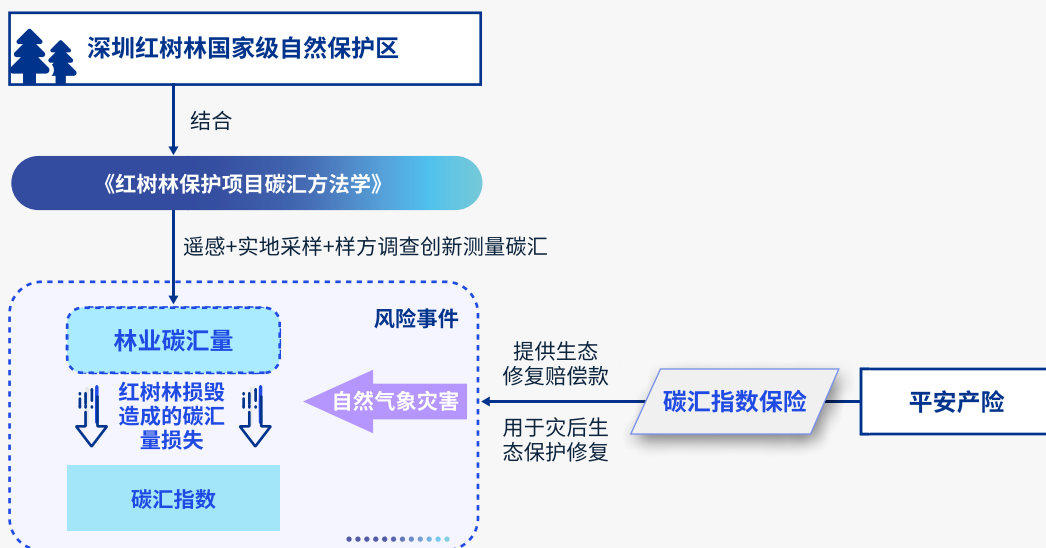 深圳红树林国家级自然保护区
结合
《红树林保护项目碳汇方法学》
遥感+实地采样+样方调查创新测量碳汇
风险事件
林业碳汇量
红树林损毁
造成的碳汇
量损失
自然气象灾害
碳汇指数
提供生态
修复赔偿款
用于灾后生
态保护修复
碳汇指数保险
平安产险